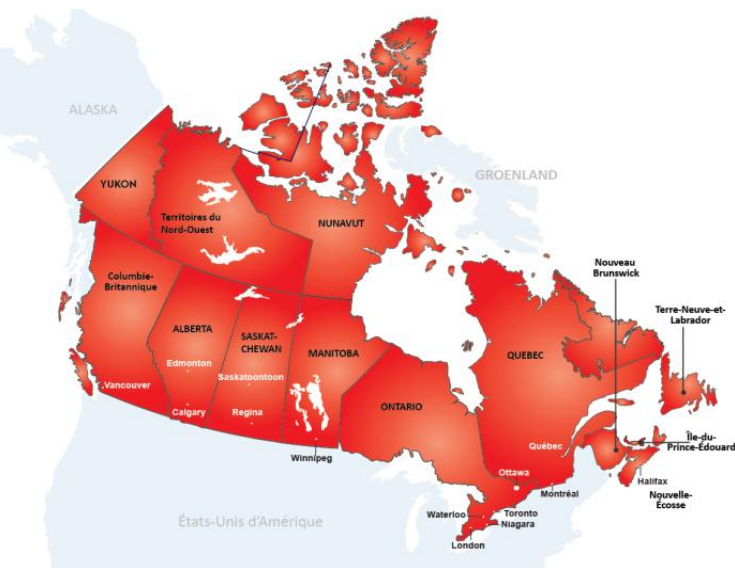 ALASKA
GROENLAND
YUKON
Territoires du
Nord-Ouest
NUNAVUT
Nouveau
Brunswick
Columbie-
Britannique
Terre-Neuve-et-
Labrador
ALBERTA
SASKAT-
CHEWAN
MANITOBA
QUEBEC
Edmonton
Saskatoontoon
Vancouver
ONTARIO
Calgary
Regina
Winnipeg
Québec
Île-du-
Prince-Édouard
Ottawa
Halifax
Montréal
Nouvelle-
Écosse
Waterloo
Toronto
Niagara
London
États-Unis d'Amérique